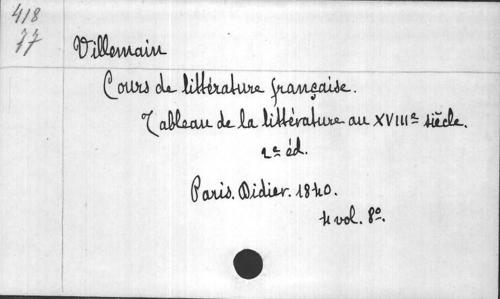 418
77
Villemain
Cours de littérature française.
Tableau de la littérature au XVIIIe siècle.
2e éd.
Paris. Didier. 1840.
4 vol. 8o.